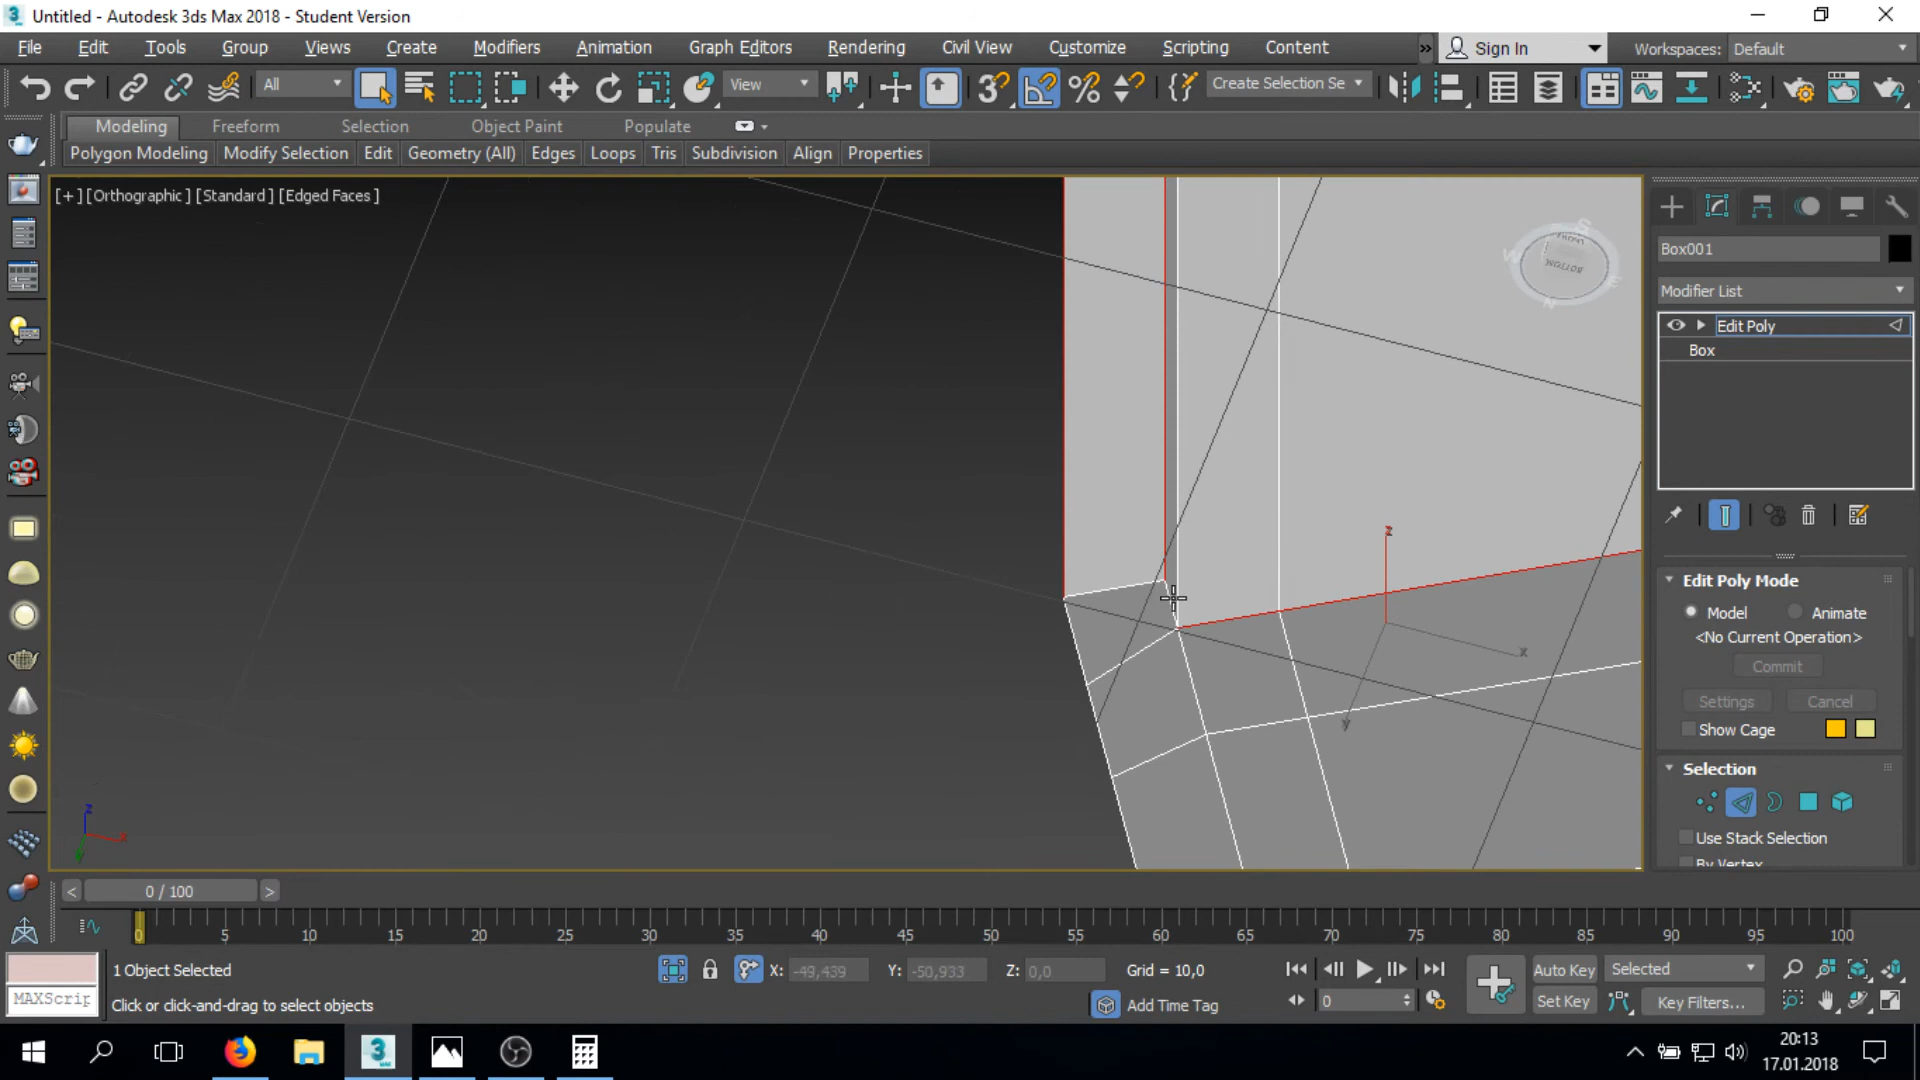 Untitled - Autodesk 3ds Max 2018 - Student Version
File Edit Tools Group Views Create Modifiers Animation Graph Editors Rendering Civil View Customize Scripting Content » Sign In Workspaces: Default
All View Create Selection Se
Modeling Freeform Selection Object Paint Populate
Polygon Modeling Modify Selection Edit Geometry (All) Edges Loops Tris Subdivision Align Properties
[+] [Orthographic] [Standard] [Edged Faces]
S
W
E
N
FRONT
BOTTOM
z
x
y
z
x
y
Box001
Modifier List
Edit Poly
Box
Edit Poly Mode
Model Animate
<No Current Operation>
Commit
Settings Cancel
Show Cage
Selection
Use Stack Selection
By Vertex
< 0 / 100 >
0 5 10 15 20 25 30 35 40 45 50 55 60 65 70 75 80 85 90 95 100
1 Object Selected X: -49,439 Y: -50,933 Z: 0,0 Grid = 10,0 Auto Key Selected
MAXScrip Click or click-and-drag to select objects Add Time Tag 0 Set Key Key Filters...
20:13
17.01.2018